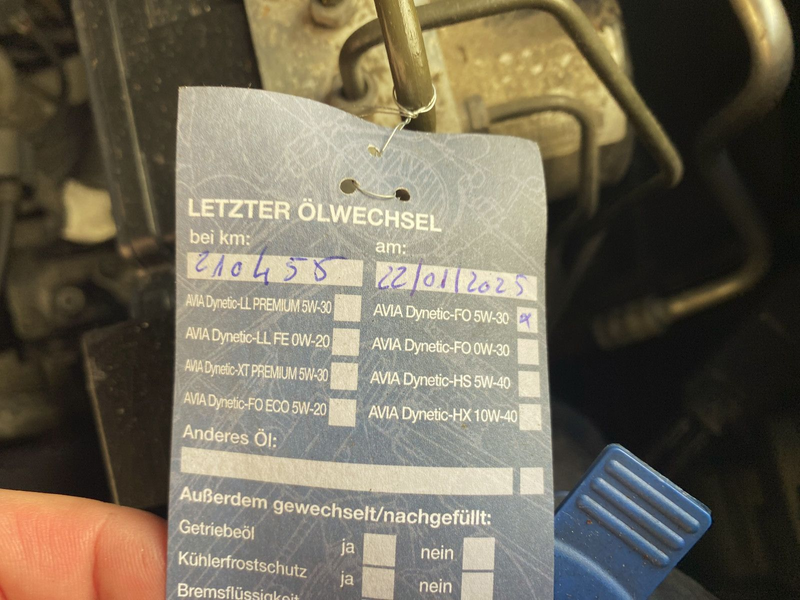 LETZTER ÖLWECHSEL
bei km: am:
210455 22/01/2025
AVIA Dynetic-LL PREMIUM 5W-30 AVIA Dynetic-FO 5W-30 x
AVIA Dynetic-LL FE 0W-20 AVIA Dynetic-FO 0W-30
AVIA Dynetic-XT PREMIUM 5W-30 AVIA Dynetic-HS 5W-40
AVIA Dynetic-FO ECO 5W-20 AVIA Dynetic-HX 10W-40
Anderes Öl:
Außerdem gewechselt/nachgefüllt:
Getriebeöl ja nein
Kühlerfrostschutz ja nein
Bremsflüssigkeit